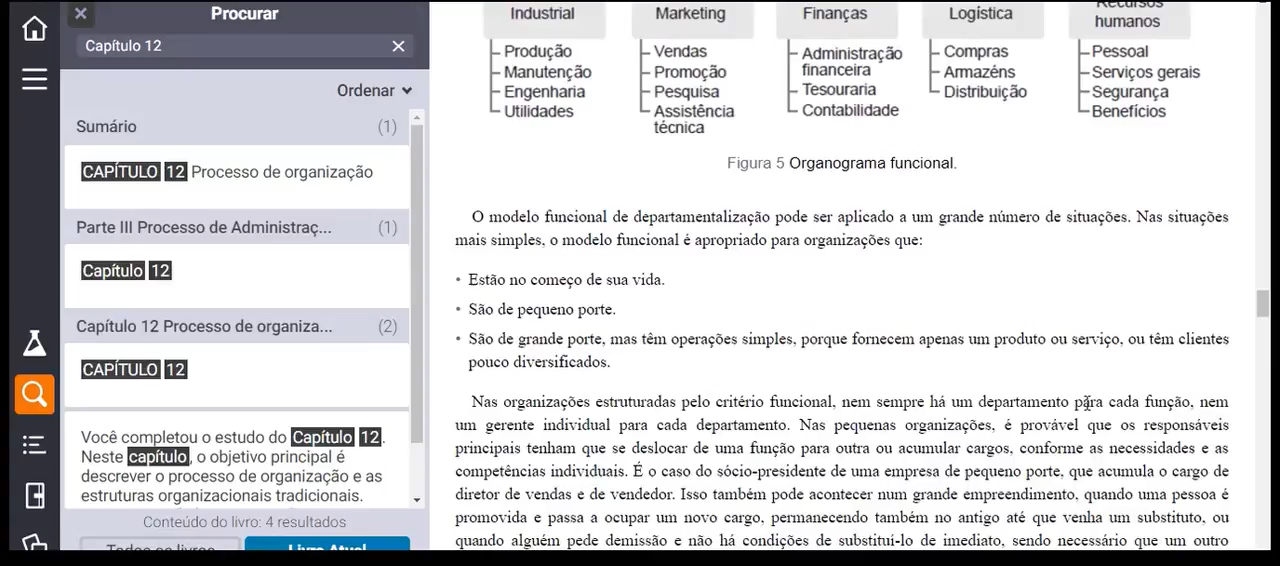 Procurar
Capítulo 12
Ordenar
Sumário (1)
CAPÍTULO 12 Processo de organização
Parte III Processo de Administraç... (1)
Capítulo 12
Capítulo 12 Processo de organiza... (2)
CAPÍTULO 12
Você completou o estudo do Capítulo 12.
Neste capítulo, o objetivo principal é
descrever o processo de organização e as
estruturas organizacionais tradicionais.
Conteúdo do livro: 4 resultados
Todos os livros
Livro Atual
Industrial
Produção
Manutenção
Engenharia
Utilidades
Marketing
Vendas
Promoção
Pesquisa
Assistência
técnica
Finanças
Administração
financeira
Tesouraria
Contabilidade
Logística
Compras
Armazéns
Distribuição
Recursos
humanos
Pessoal
Serviços gerais
Segurança
Benefícios
Figura 5 Organograma funcional.
O modelo funcional de departamentalização pode ser aplicado a um grande número de situações. Nas situações
mais simples, o modelo funcional é apropriado para organizações que:
• Estão no começo de sua vida.
• São de pequeno porte.
• São de grande porte, mas têm operações simples, porque fornecem apenas um produto ou serviço, ou têm clientes
pouco diversificados.
Nas organizações estruturadas pelo critério funcional, nem sempre há um departamento para cada função, nem
um gerente individual para cada departamento. Nas pequenas organizações, é provável que os responsáveis
principais tenham que se deslocar de uma função para outra ou acumular cargos, conforme as necessidades e as
competências individuais. É o caso do sócio-presidente de uma empresa de pequeno porte, que acumula o cargo de
diretor de vendas e de vendedor. Isso também pode acontecer num grande empreendimento, quando uma pessoa é
promovida e passa a ocupar um novo cargo, permanecendo também no antigo até que venha um substituto, ou
quando alguém pede demissão e não há condições de substituí-lo de imediato, sendo necessário que um outro